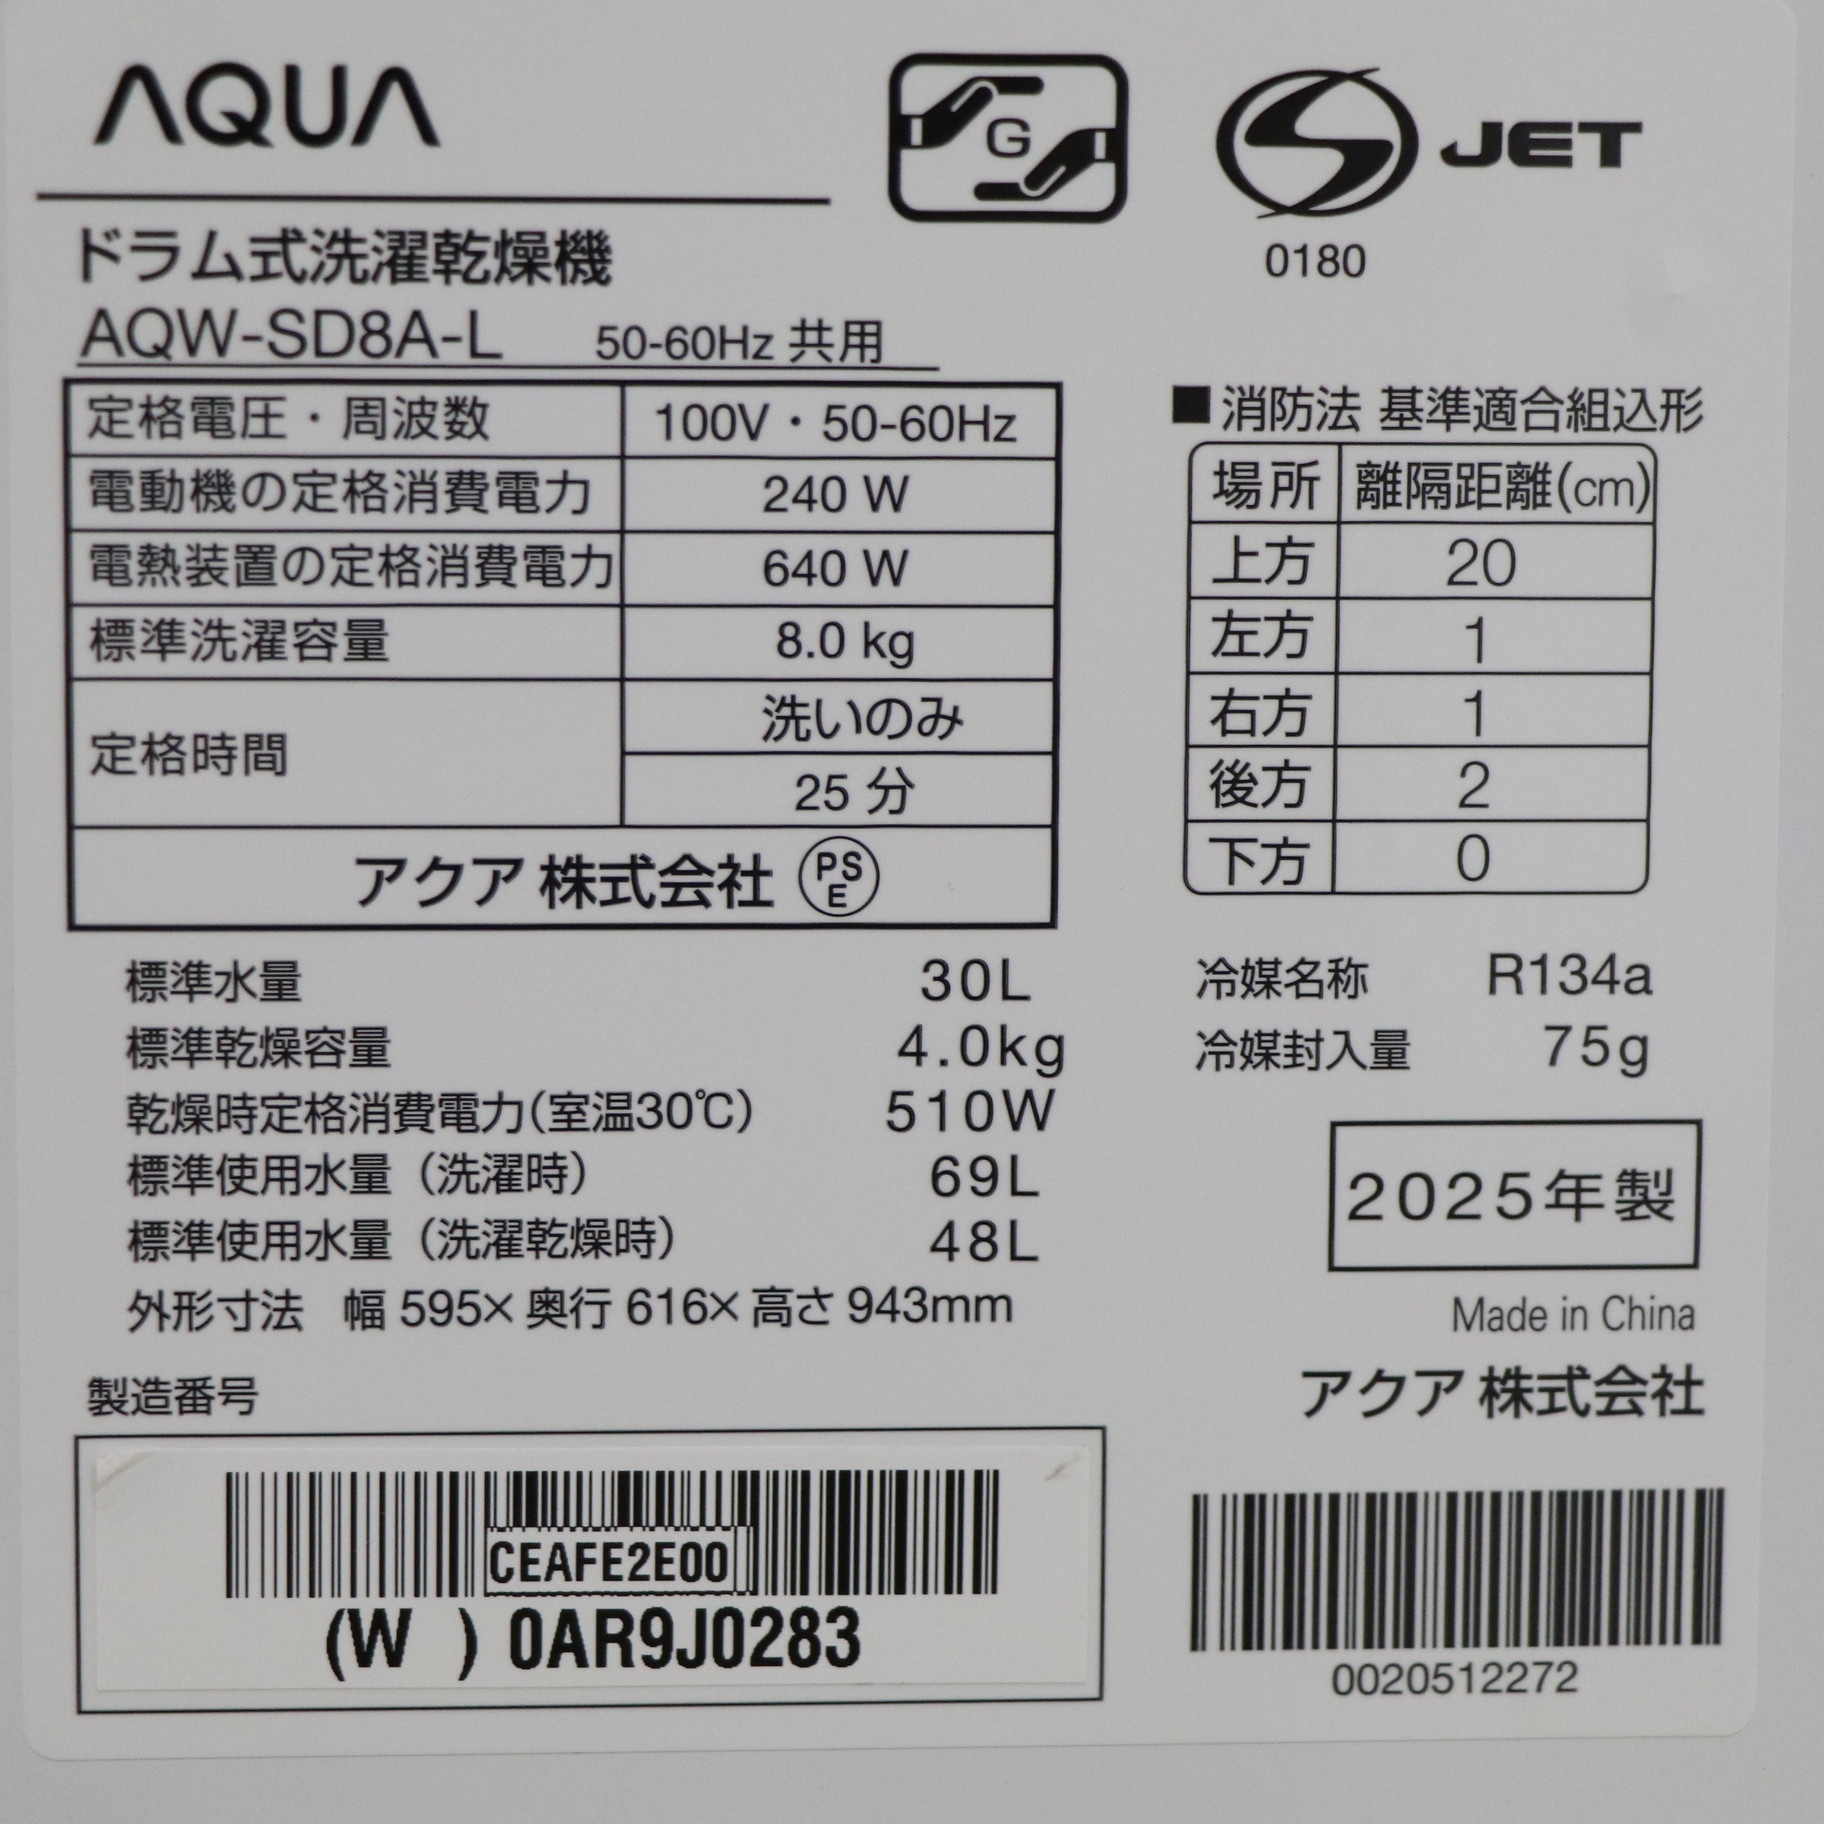 AQUA
G
S JET
0180
ドラム式洗濯乾燥機
AQW-SD8A-L 50-60Hz 共用
定格電圧・周波数 100V・50-60Hz
電動機の定格消費電力 240 W
電熱装置の定格消費電力 640 W
標準洗濯容量 8.0 kg
定格時間 洗いのみ
25 分
アクア 株式会社 PSE
標準水量 30L
標準乾燥容量 4.0kg
乾燥時定格消費電力(室温30℃) 510W
標準使用水量(洗濯時) 69L
標準使用水量(洗濯乾燥時) 48L
外形寸法 幅 595×奥行 616×高さ 943mm
製造番号
CEAFE2E00
(W ) 0AR9J0283
■消防法 基準適合組込形
場所 離隔距離(cm)
上方 20
左方 1
右方 1
後方 2
下方 0
冷媒名称 R134a
冷媒封入量 75g
2025年製
Made in China
アクア 株式会社
0020512272